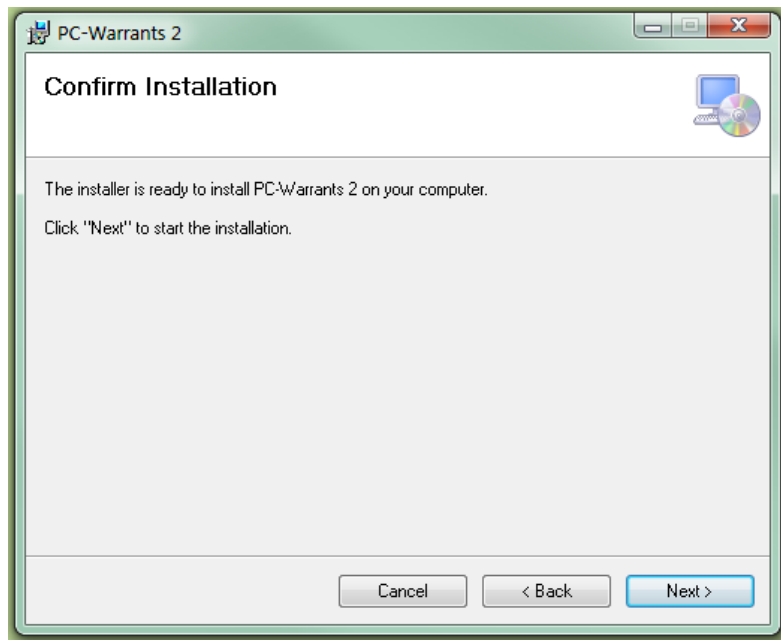 PC-Warrants 2
Confirm Installation
The installer is ready to install PC-Warrants 2 on your computer.
Click "Next" to start the installation.
Cancel
< Back
Next >